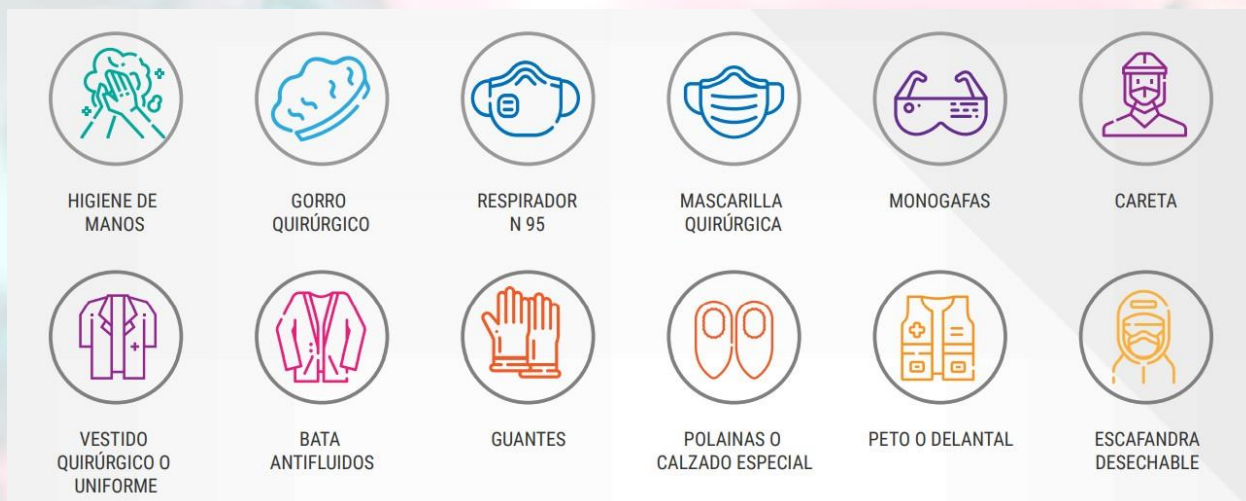 HIGIENE DE
MANOS
GORRO
QUIRÚRGICO
RESPIRADOR
N 95
MASCARILLA
QUIRÚRGICA
MONOGAFAS
CARETA
VESTIDO
QUIRÚRGICO O
UNIFORME
BATA
ANTIFLUIDOS
GUANTES
POLAINAS O
CALZADO ESPECIAL
PETO O DELANTAL
ESCAFANDRA
DESECHABLE